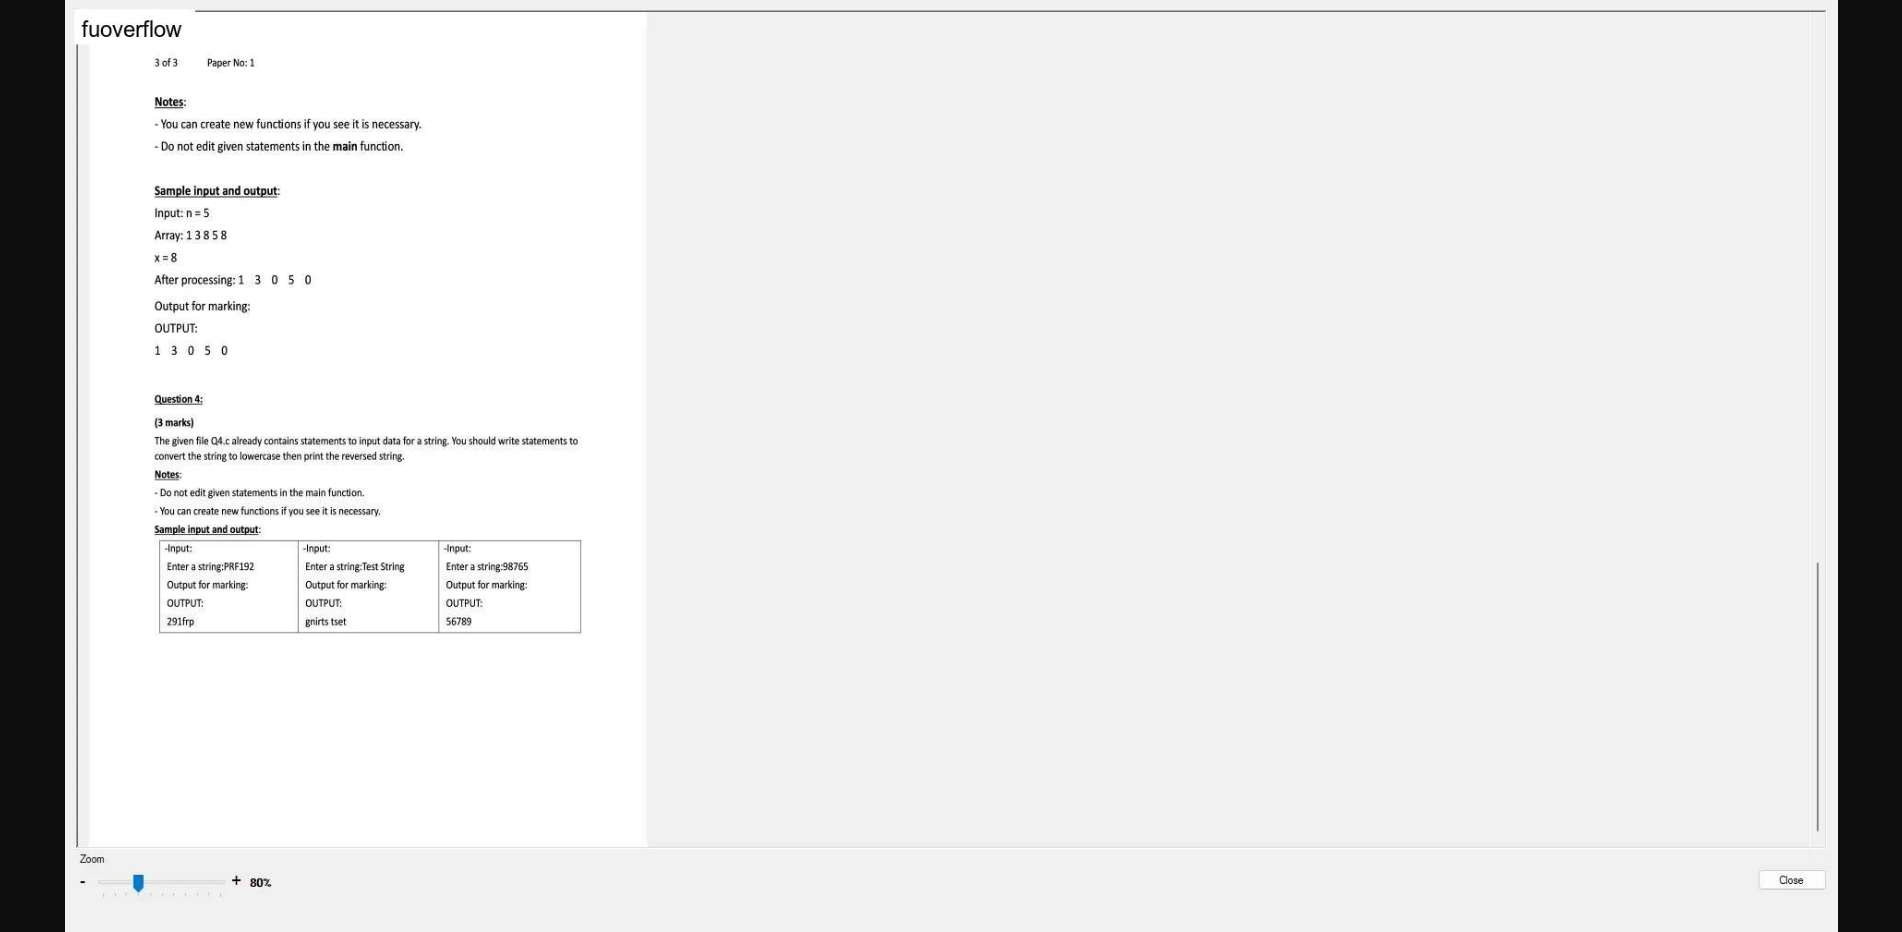 fuoverflow
3 of 3 Paper No: 1
Notes:
- You can create new functions if you see it is necessary.
- Do not edit given statements in the main function.
Sample input and output:
Input: n = 5
Array: 1 3 8 5 8
x = 8
After processing: 1 3 0 5 0
Output for marking:
OUTPUT:
1 3 0 5 0
Question 4:
(3 marks)
The given file Q4.c already contains statements to input data for a string. You should write statements to
convert the string to lowercase then print the reversed string.
Notes:
- Do not edit given statements in the main function.
- You can create new functions if you see it is necessary.
Sample input and output:
-Input:
Enter a string:PRF192
Output for marking:
OUTPUT:
291frp
-Input:
Enter a string:Test String
Output for marking:
OUTPUT:
gnirts tset
-Input:
Enter a string:98765
Output for marking:
OUTPUT:
56789
Zoom
- + 80%
Close